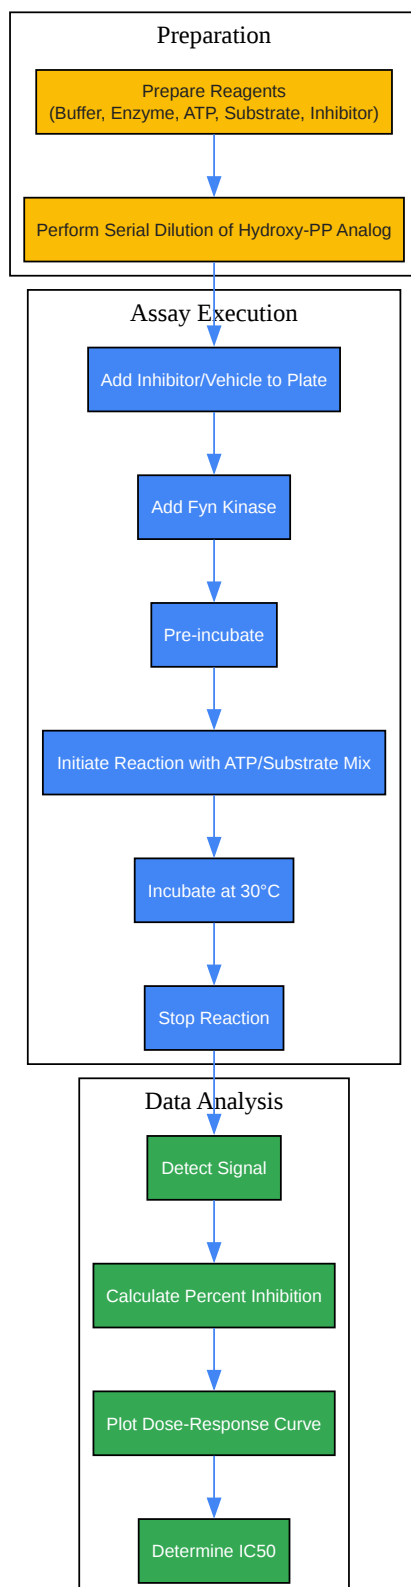 Preparation
Prepare Reagents
(Buffer, Enzyme, ATP, Substrate, Inhibitor)
Perform Serial Dilution of Hydroxy-PP Analog
Assay Execution
Add Inhibitor/Vehicle to Plate
Add Fyn Kinase
Pre-incubate
Initiate Reaction with ATP/Substrate Mix
Incubate at 30°C
Stop Reaction
Data Analysis
Detect Signal
Calculate Percent Inhibition
Plot Dose-Response Curve
Determine IC50